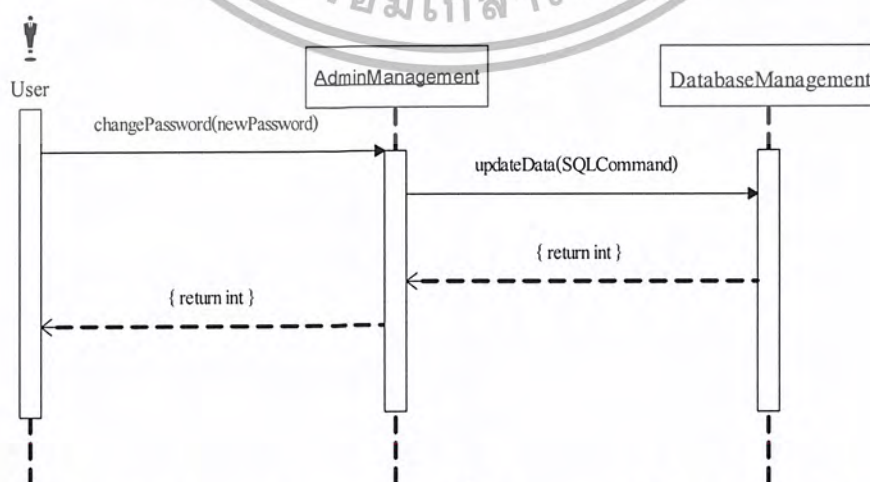 User
AdminManagement
DatabaseManagement
changePassword(newPassword)
updateData(SQLCommand)
{ return int }
{ return int }